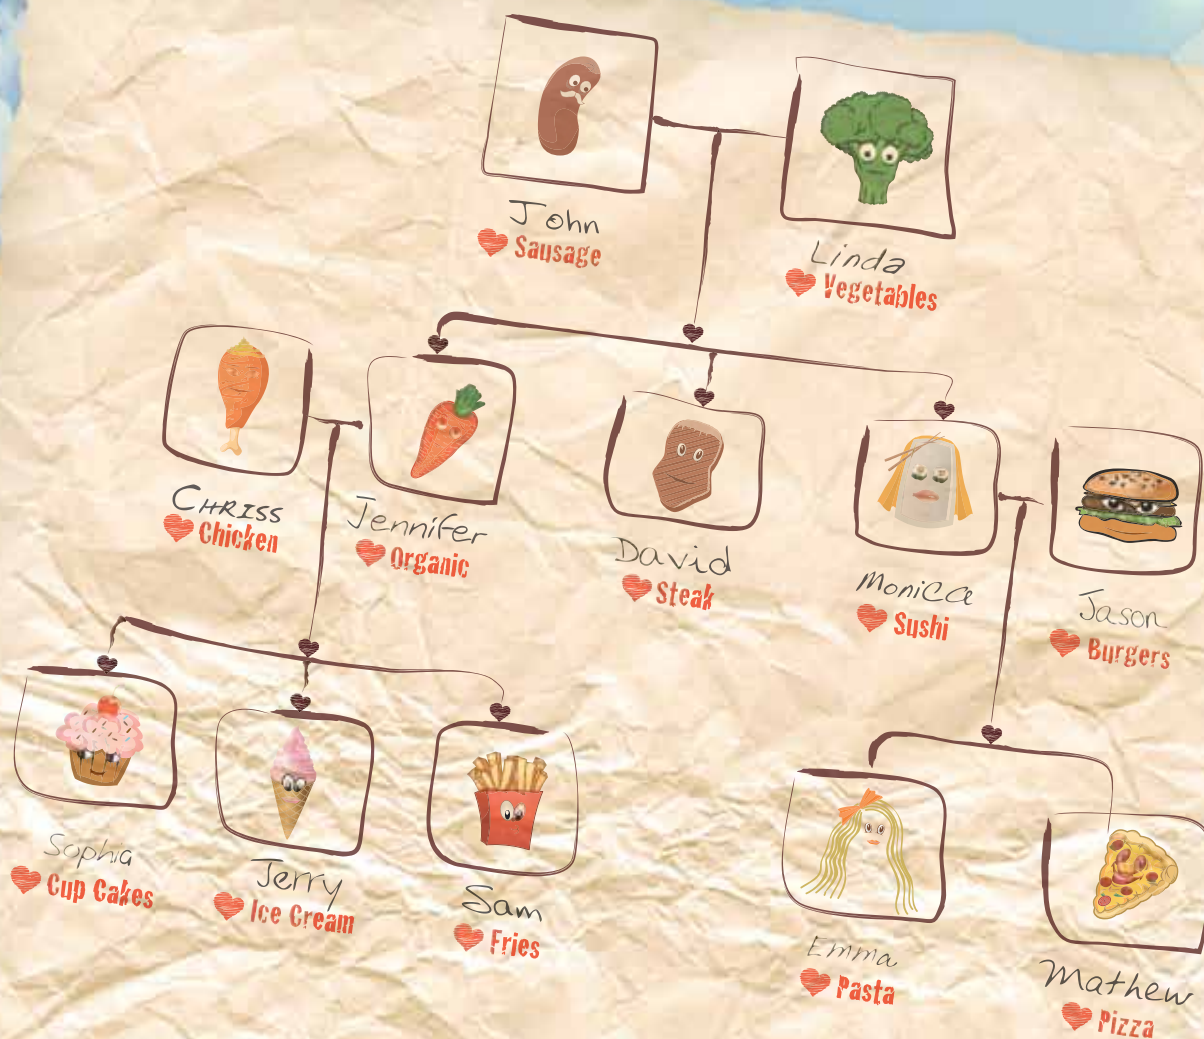 John
Sausage
Linda
Vegetables
CHRISS
Chicken
Jennifer
Organic
David
Steak
MoniCa
Sushi
Jason
Burgers
Sophia
Cup Cakes
Jerry
Ice Cream
Sam
Fries
Emma
Pasta
Mathew
Pizza